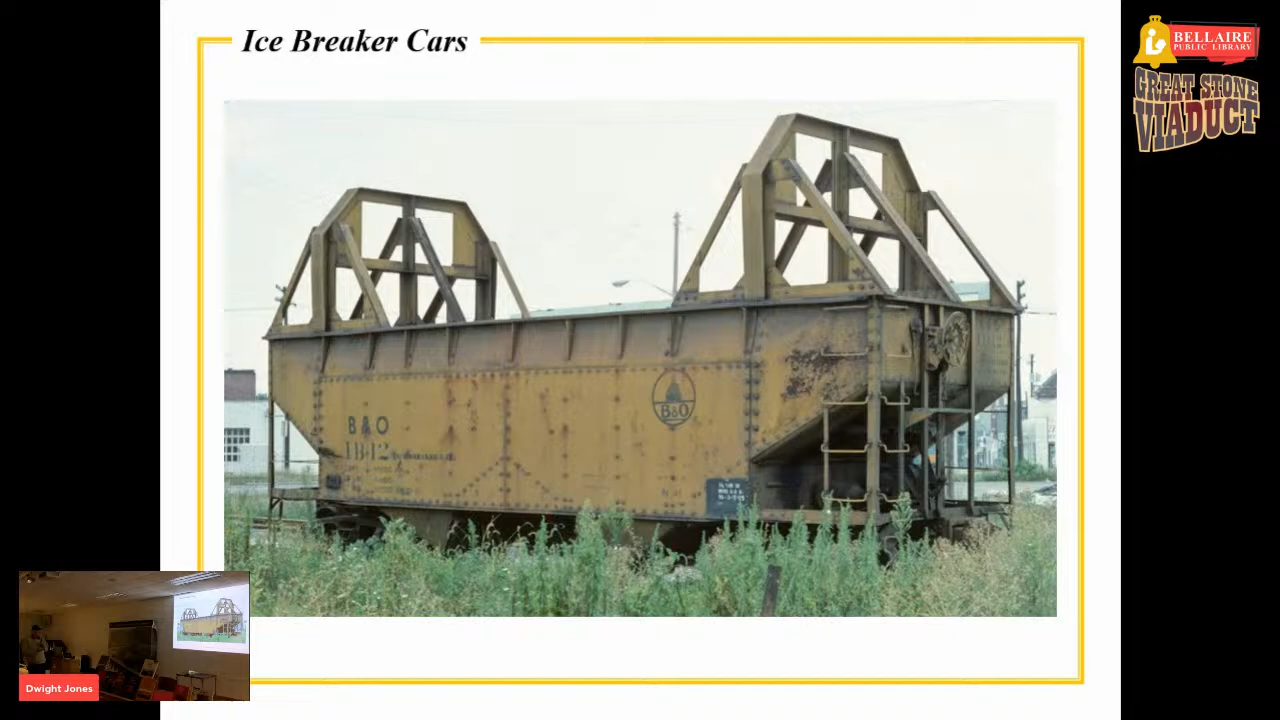 Ice Breaker Cars
BELLAIRE
PUBLIC LIBRARY
GREAT STONE
VIADUCT
B&O
B & O
Dwight Jones